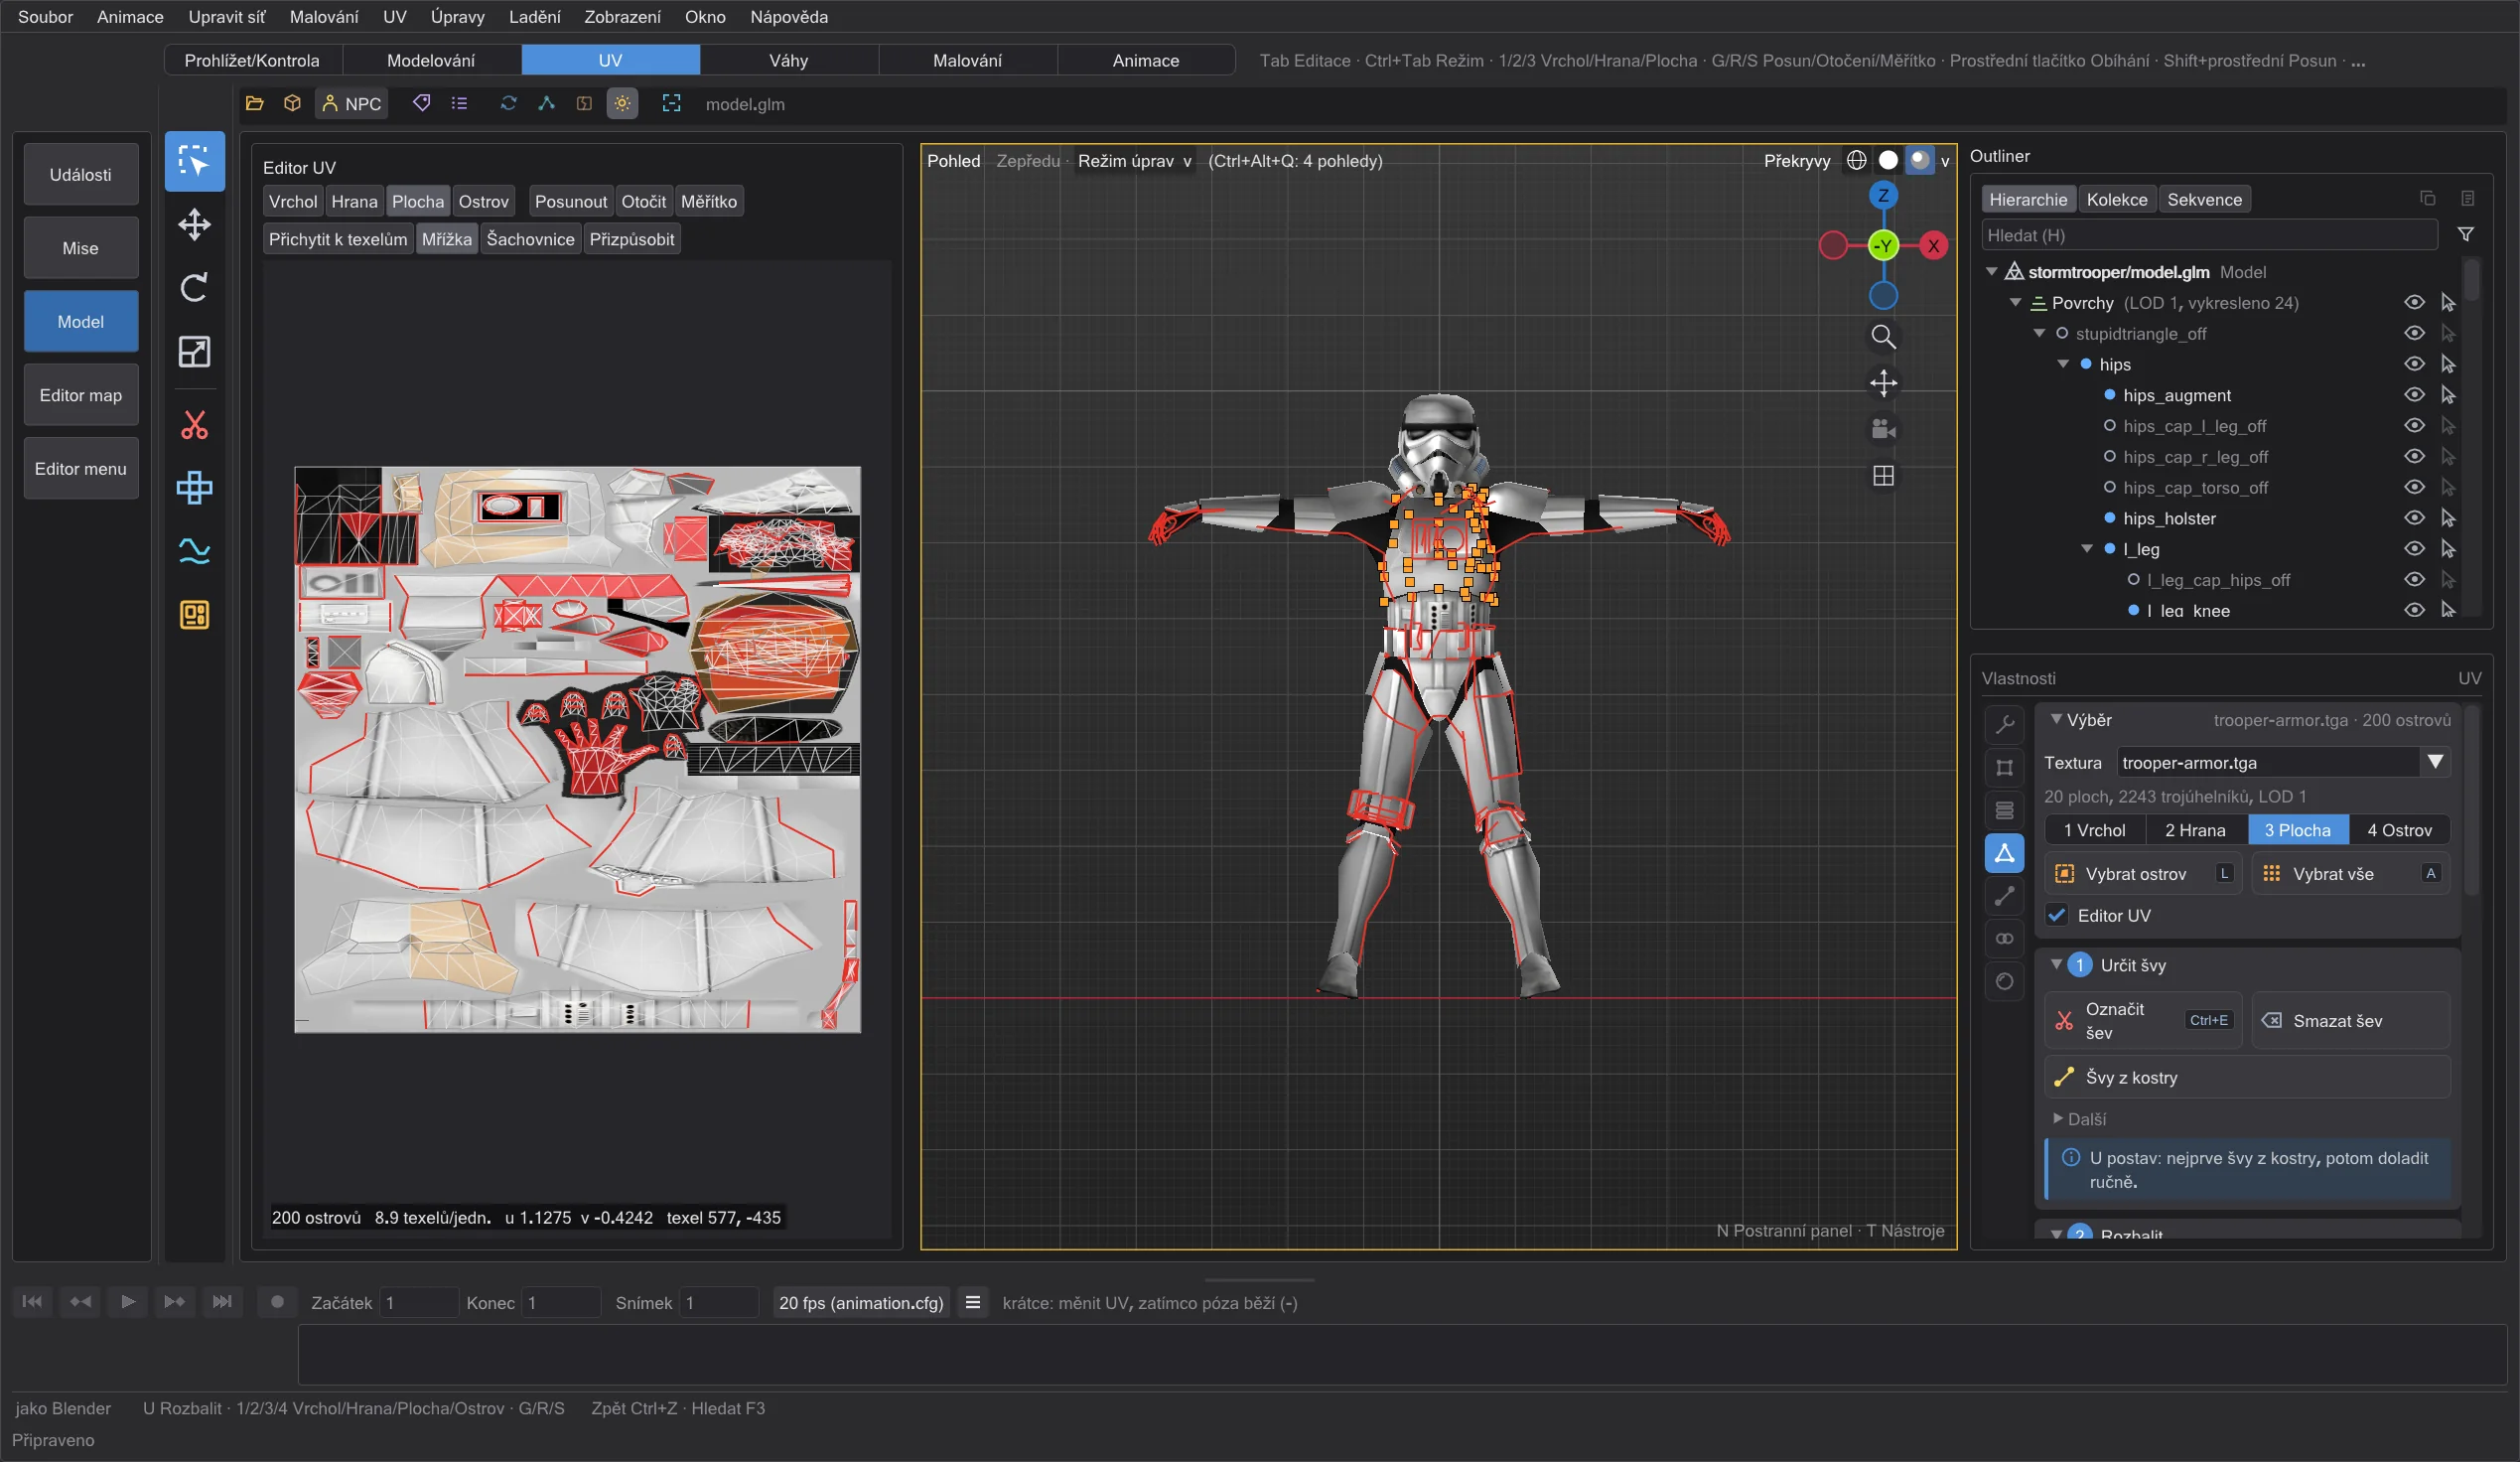 Soubor Animace Upravit síť Malování UV Úpravy Ladění Zobrazení Okno Nápověda
Prohlížet/Kontrola Modelování UV Váhy Malování Animace Tab Editace · Ctrl+Tab Režim · 1/2/3 Vrchol/Hrana/Plocha · G/R/S Posun/Otočení/Měřítko · Prostřední tlačítko Obíhání · Shift+prostřední Posun · ...
NPC model.glm
Události
Mise
Model
Editor map
Editor menu
Editor UV
Vrchol Hrana Plocha Ostrov Posunout Otočit Měřítko
Přichytit k texelům Mřížka Šachovnice Přizpůsobit
200 ostrovů 8.9 texelů/jedn. u 1.1275 v -0.4242 texel 577, -435
Pohled Zepředu · Režim úprav v (Ctrl+Alt+Q: 4 pohledy) Překryvy v
Z
-Y X
N Postranní panel · T Nástroje
Outliner
Hierarchie Kolekce Sekvence
Hledat (H)
stormtrooper/model.glm Model
Povrchy (LOD 1, vykresleno 24)
stupidtriangle_off
hips
hips_augment
hips_cap_l_leg_off
hips_cap_r_leg_off
hips_cap_torso_off
hips_holster
l_leg
l_leg_cap_hips_off
l_leg_knee
Vlastnosti UV
Výběr trooper-armor.tga · 200 ostrovů
Textura trooper-armor.tga
20 ploch, 2243 trojúhelníků, LOD 1
1 Vrchol 2 Hrana 3 Plocha 4 Ostrov
Vybrat ostrov L Vybrat vše A
Editor UV
1 Určit švy
Označit šev Ctrl+E Smazat šev
Švy z kostry
Další
U postav: nejprve švy z kostry, potom doladit
ručně.
2 Rozbalit
Začátek 1 Konec 1 Snímek 1 20 fps (animation.cfg) krátce: měnit UV, zatímco póza běží (-)
jako Blender U Rozbalit · 1/2/3/4 Vrchol/Hrana/Plocha/Ostrov · G/R/S Zpět Ctrl+Z · Hledat F3
Připraveno